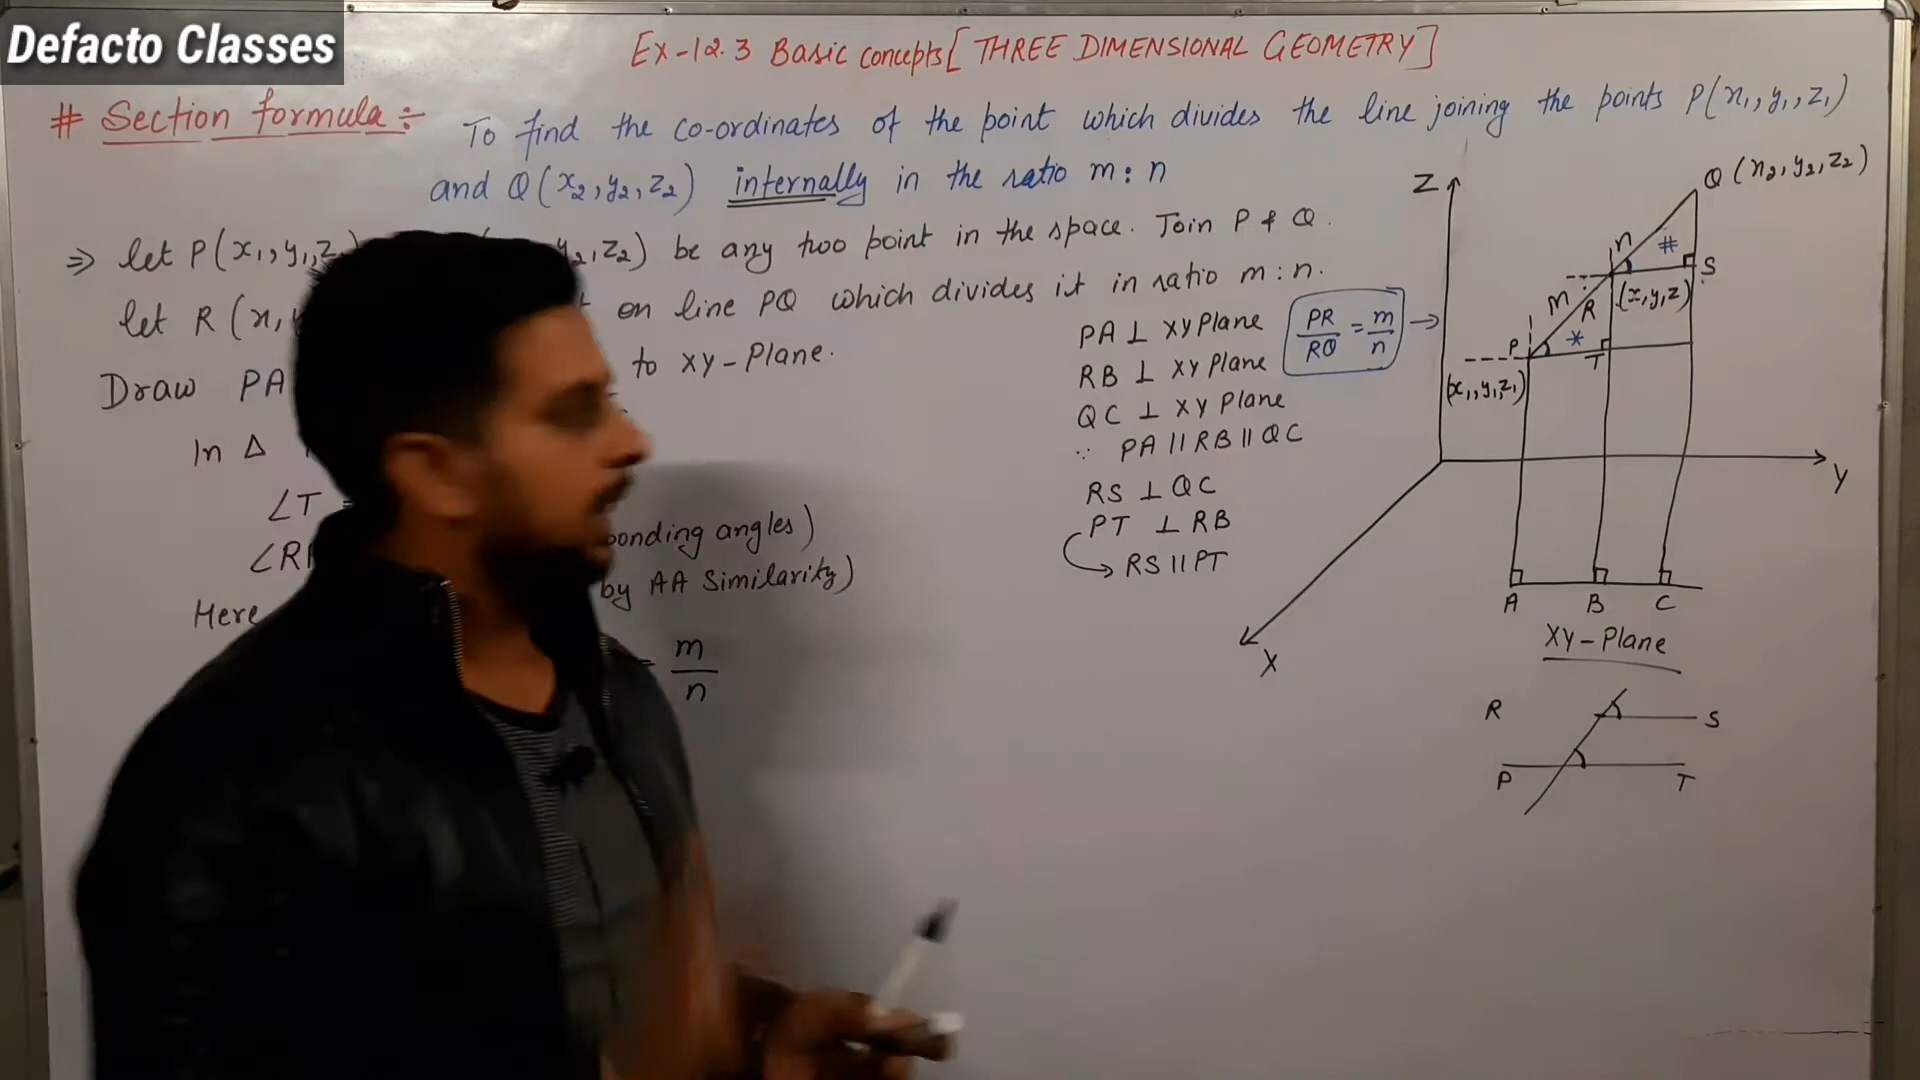 Defacto Classes
Ex-12.3 Basic concepts [THREE DIMENSIONAL GEOMETRY]
# Section formula :- To find the co-ordinates of the point which divides the line joining the points P(x₁, y₁, z₁)
and Q(x₂, y₂, z₂) internally in the ratio m : n
⇒ let P(x₁, y₁, z y₂, z₂) be any two point in the space. Join P & Q.
let R(x, on line PQ which divides it in ratio m : n.
Draw PA to xy-Plane.
In Δ
∠T =
∠R ponding angles)
Here by AA Similarity)
= m/n
PA ⊥ XY Plane
RB ⊥ XY Plane
QC ⊥ XY Plane
∵ PA || RB || QC
RS ⊥ QC
PT ⊥ RB
→ RS || PT
PR/RQ = m/n →
Z
Q (x₂, y₂, z₂)
n #
S
m R (x, y, z)
P * T
(x₁, y₁, z₁)
Y
X
A B C
XY-Plane
R S
P T